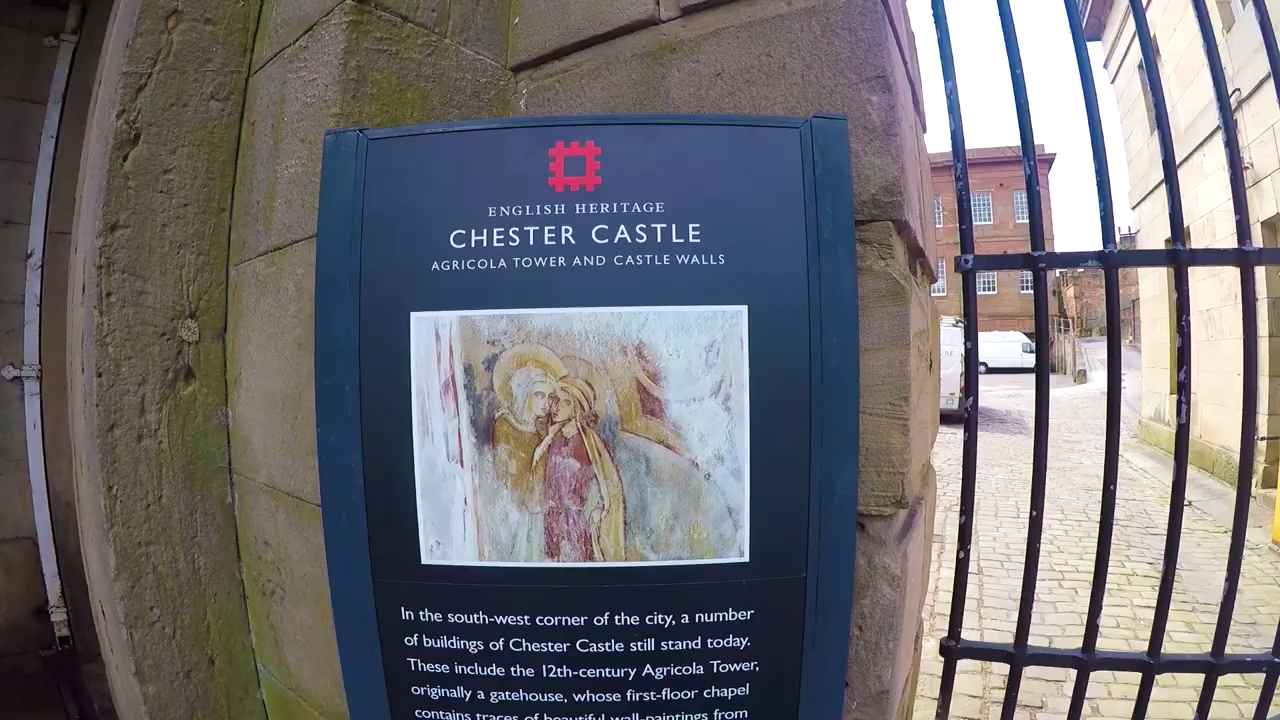 ENGLISH HERITAGE
CHESTER CASTLE
AGRICOLA TOWER AND CASTLE WALLS
In the south-west corner of the city, a number
of buildings of Chester Castle still stand today.
These include the 12th-century Agricola Tower,
originally a gatehouse, whose first-floor chapel
contains traces of beautiful wall-paintings from